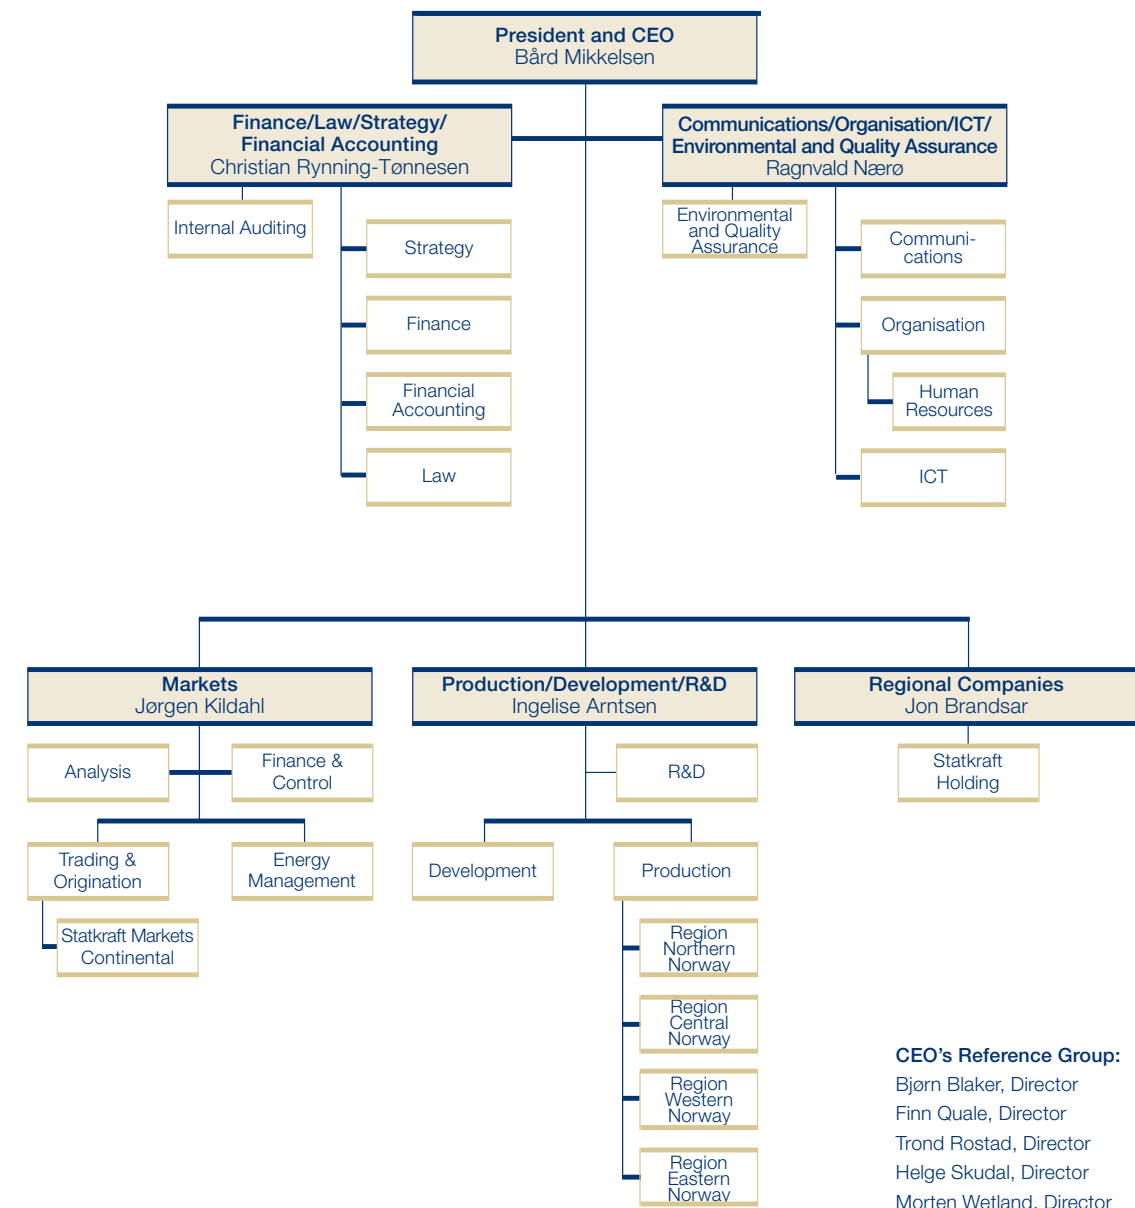 President and CEO
Bård Mikkelsen
Finance/Law/Strategy/
Financial Accounting
Christian Rynning-Tønnesen
Communications/Organisation/ICT/
Environmental and Quality Assurance
Ragnvald Nærø
Internal Auditing
Strategy
Finance
Financial
Accounting
Law
Environmental
and Quality
Assurance
Communi-
cations
Organisation
Human
Resources
ICT
Markets
Jørgen Kildahl
Analysis
Finance &
Control
Trading &
Origination
Energy
Management
Statkraft Markets
Continental
Production/Development/R&D
Ingelise Arntsen
R&D
Development
Production
Region
Northern
Norway
Region
Central
Norway
Region
Western
Norway
Region
Eastern
Norway
Regional Companies
Jon Brandsar
Statkraft
Holding
CEO’s Reference Group:
Bjørn Blaker, Director
Finn Quale, Director
Trond Rostad, Director
Helge Skudal, Director
Morten Wetland, Director